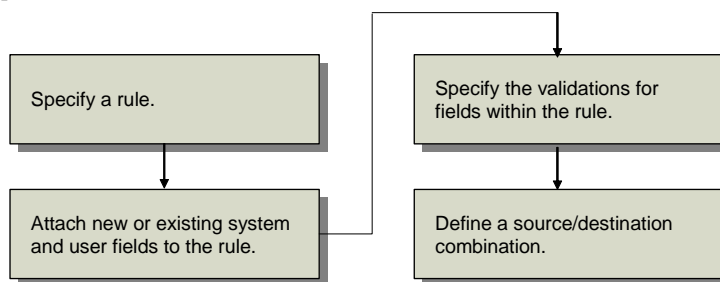 Specify a rule.
Attach new or existing system
and user fields to the rule.
Specify the validations for
fields within the rule.
Define a source/destination
combination.